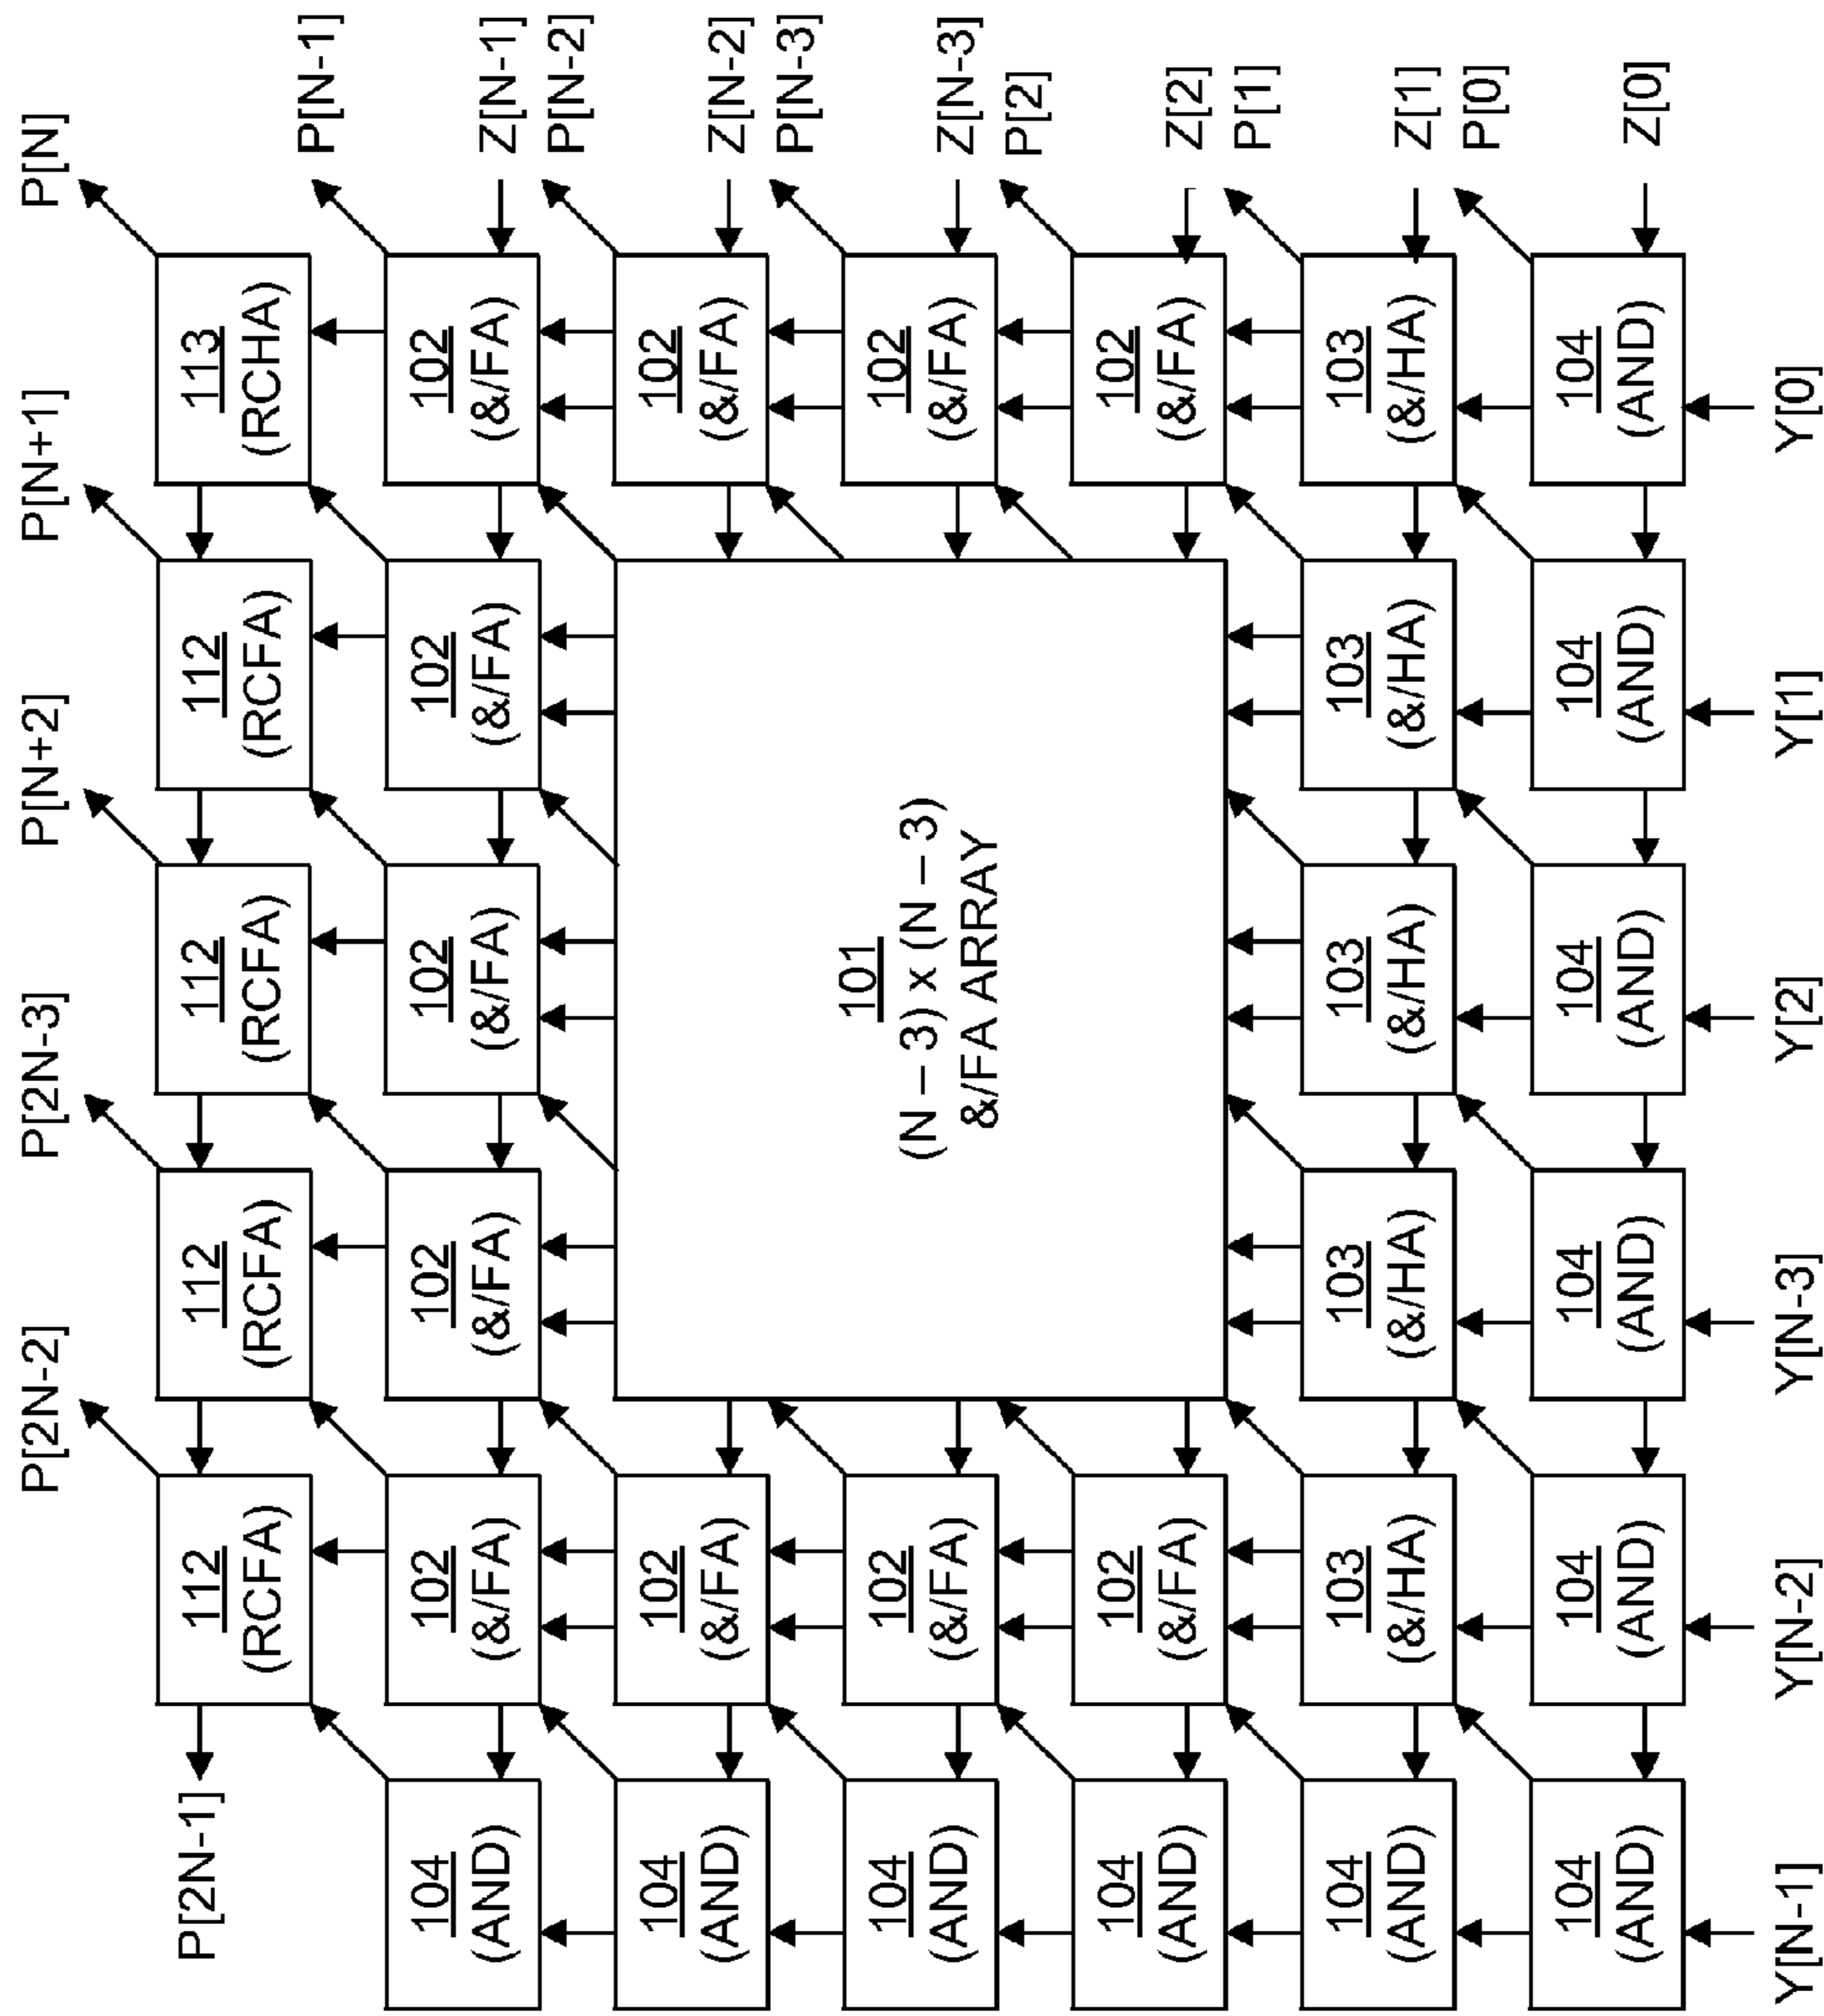 P[2N-2]
P[2N-3]
P[N+2]
P[N+1]
P[N]
P[2N-1]
112
(RCFA)
112
(RCFA)
112
(RCFA)
112
(RCFA)
113
(RCHA)
P[N-1]
104
(AND)
102
(&/FA)
102
(&/FA)
102
(&/FA)
102
(&/FA)
102
(&/FA)
Z[N-1]
P[N-2]
104
(AND)
102
(&/FA)
102
(&/FA)
Z[N-2]
P[N-3]
104
(AND)
102
(&/FA)
101
(N – 3) x (N – 3)
&/FA ARRAY
102
(&/FA)
Z[N-3]
P[2]
104
(AND)
102
(&/FA)
102
(&/FA)
Z[2]
P[1]
104
(AND)
103
(&/HA)
103
(&/HA)
103
(&/HA)
103
(&/HA)
103
(&/HA)
Z[1]
P[0]
104
(AND)
104
(AND)
104
(AND)
104
(AND)
104
(AND)
104
(AND)
Z[0]
Y[N-1]
Y[N-2]
Y[N-3]
Y[2]
Y[1]
Y[0]